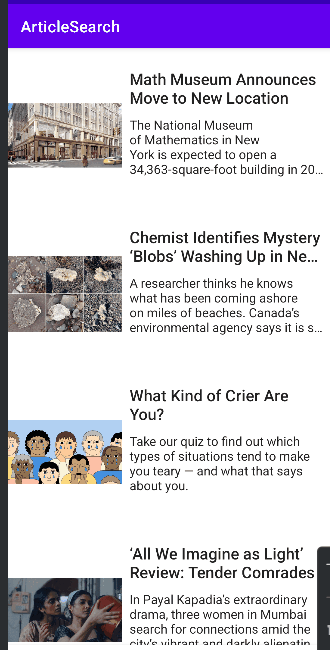 ArticleSearch
Math Museum Announces
Move to New Location
The National Museum
of Mathematics in New
York is expected to open a
34,363-square-foot building in 20...
Chemist Identifies Mystery
‘Blobs’ Washing Up in Ne...
A researcher thinks he knows
what has been coming ashore
on miles of beaches. Canada’s
environmental agency says it is s...
What Kind of Crier Are
You?
Take our quiz to find out which
types of situations tend to make
you teary — and what that says
about you.
‘All We Imagine as Light’
Review: Tender Comrades
In Payal Kapadia’s extraordinary
drama, three women in Mumbai
search for connections amid the
city’s vibrant and darkly alienatin